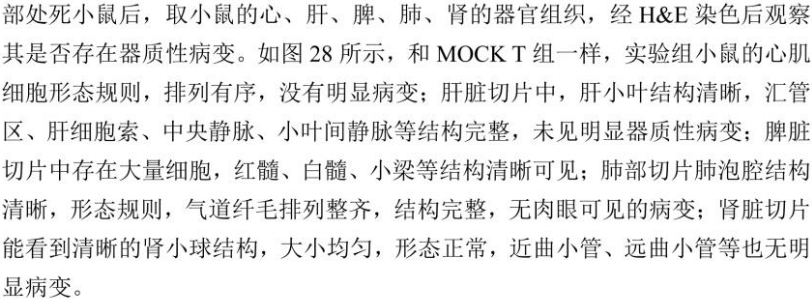 部处死小鼠后，取小鼠的心、肝、脾、肺、肾的器官组织，经 H&E 染色后观察
其是否存在器质性病变。如图 28 所示，和 MOCK T 组一样，实验组小鼠的心肌
细胞形态规则，排列有序，没有明显病变；肝脏切片中，肝小叶结构清晰，汇管
区、肝细胞索、中央静脉、小叶间静脉等结构完整，未见明显器质性病变；脾脏
切片中存在大量细胞，红髓、白髓、小梁等结构清晰可见；肺部切片肺泡腔结构
清晰，形态规则，气道纤毛排列整齐，结构完整，无肉眼可见的病变；肾脏切片
能看到清晰的肾小球结构，大小均匀，形态正常，近曲小管、远曲小管等也无明
显病变。